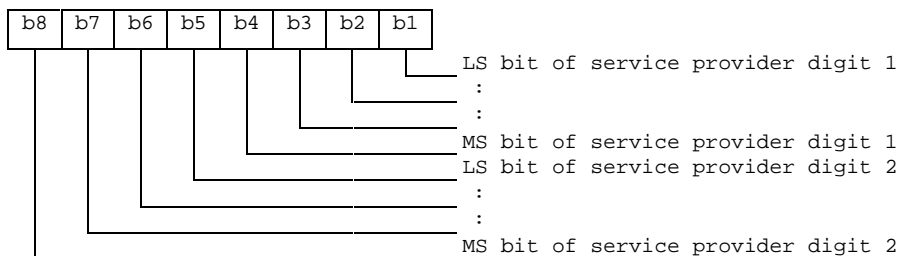 b8 b7 b6 b5 b4 b3 b2 b1
LS bit of service provider digit 1
:
:
MS bit of service provider digit 1
LS bit of service provider digit 2
:
:
MS bit of service provider digit 2